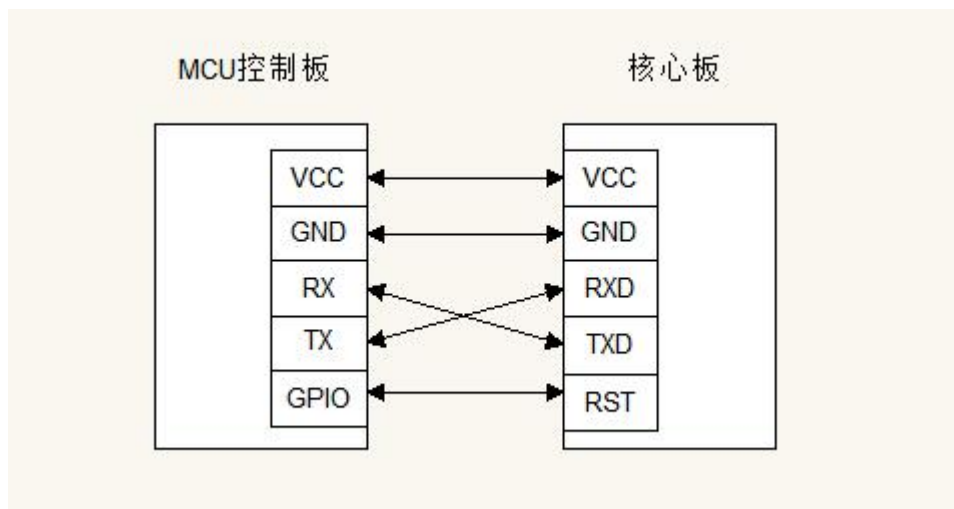 MCU控制板 核心板
VCC VCC
GND GND
RX RXD
TX TXD
GPIO RST